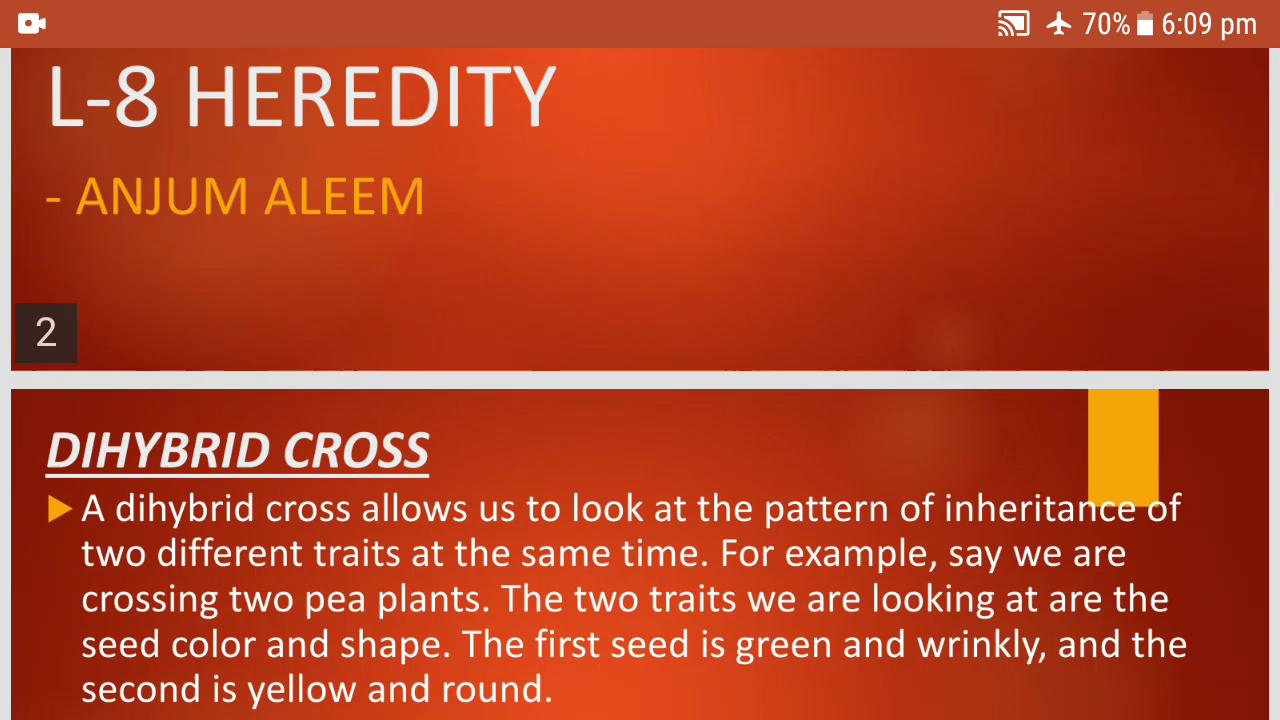 70% 6:09 pm
L-8 HEREDITY
- ANJUM ALEEM
2
DIHYBRID CROSS
A dihybrid cross allows us to look at the pattern of inheritance of
two different traits at the same time. For example, say we are
crossing two pea plants. The two traits we are looking at are the
seed color and shape. The first seed is green and wrinkly, and the
second is yellow and round.